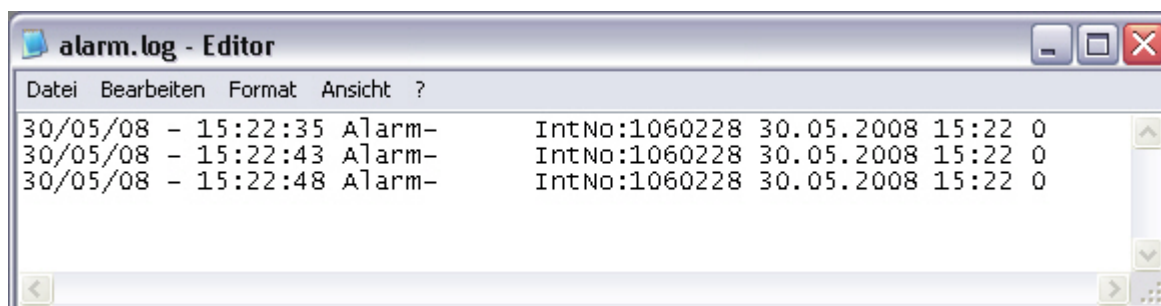 alarm.log - Editor
Datei Bearbeiten Format Ansicht ?
30/05/08 - 15:22:35 Alarm- IntNo:1060228 30.05.2008 15:22 0
30/05/08 - 15:22:43 Alarm- IntNo:1060228 30.05.2008 15:22 0
30/05/08 - 15:22:48 Alarm- IntNo:1060228 30.05.2008 15:22 0